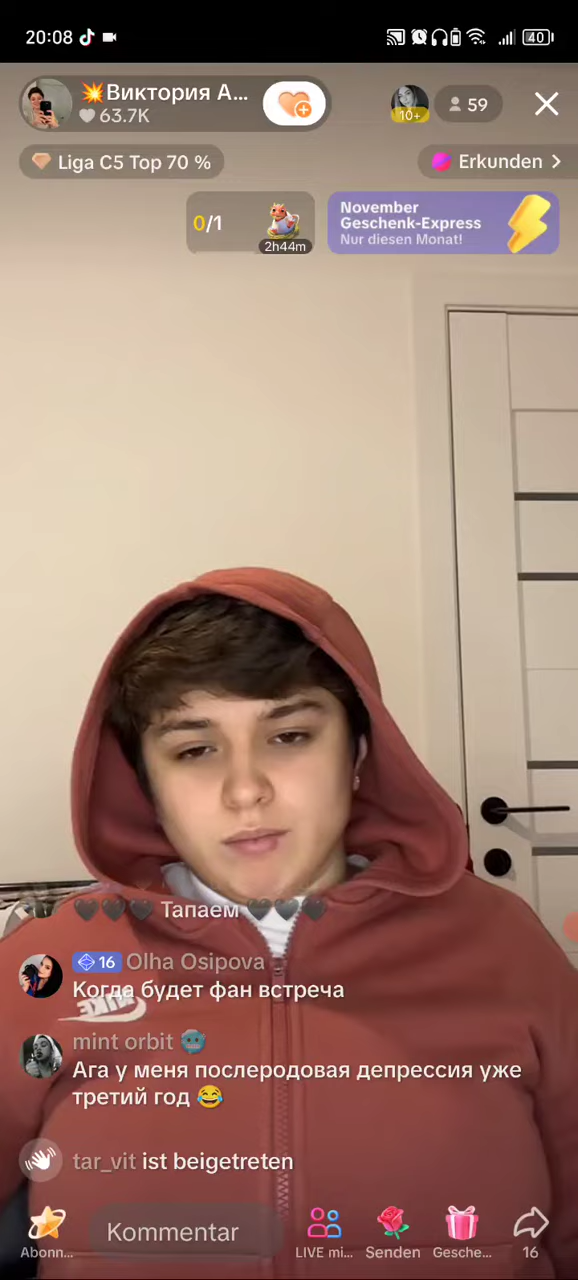 20:08
40
💥Виктория А...
63.7K
10+
59
Liga C5 Top 70 %
Erkunden >
0/1
2h44m
November
Geschenk-Express
Nur diesen Monat!
🖤🖤🖤 Тапаем 🖤🖤🖤
16 Olha Osipova
Когда будет фан встреча
NIKE
mint orbit 🥶
Ага у меня послеродовая депрессия уже
третий год 😂
tar_vit ist beigetreten
Kommentar
Abonn...
LIVE mi...
Senden
Gesche...
16